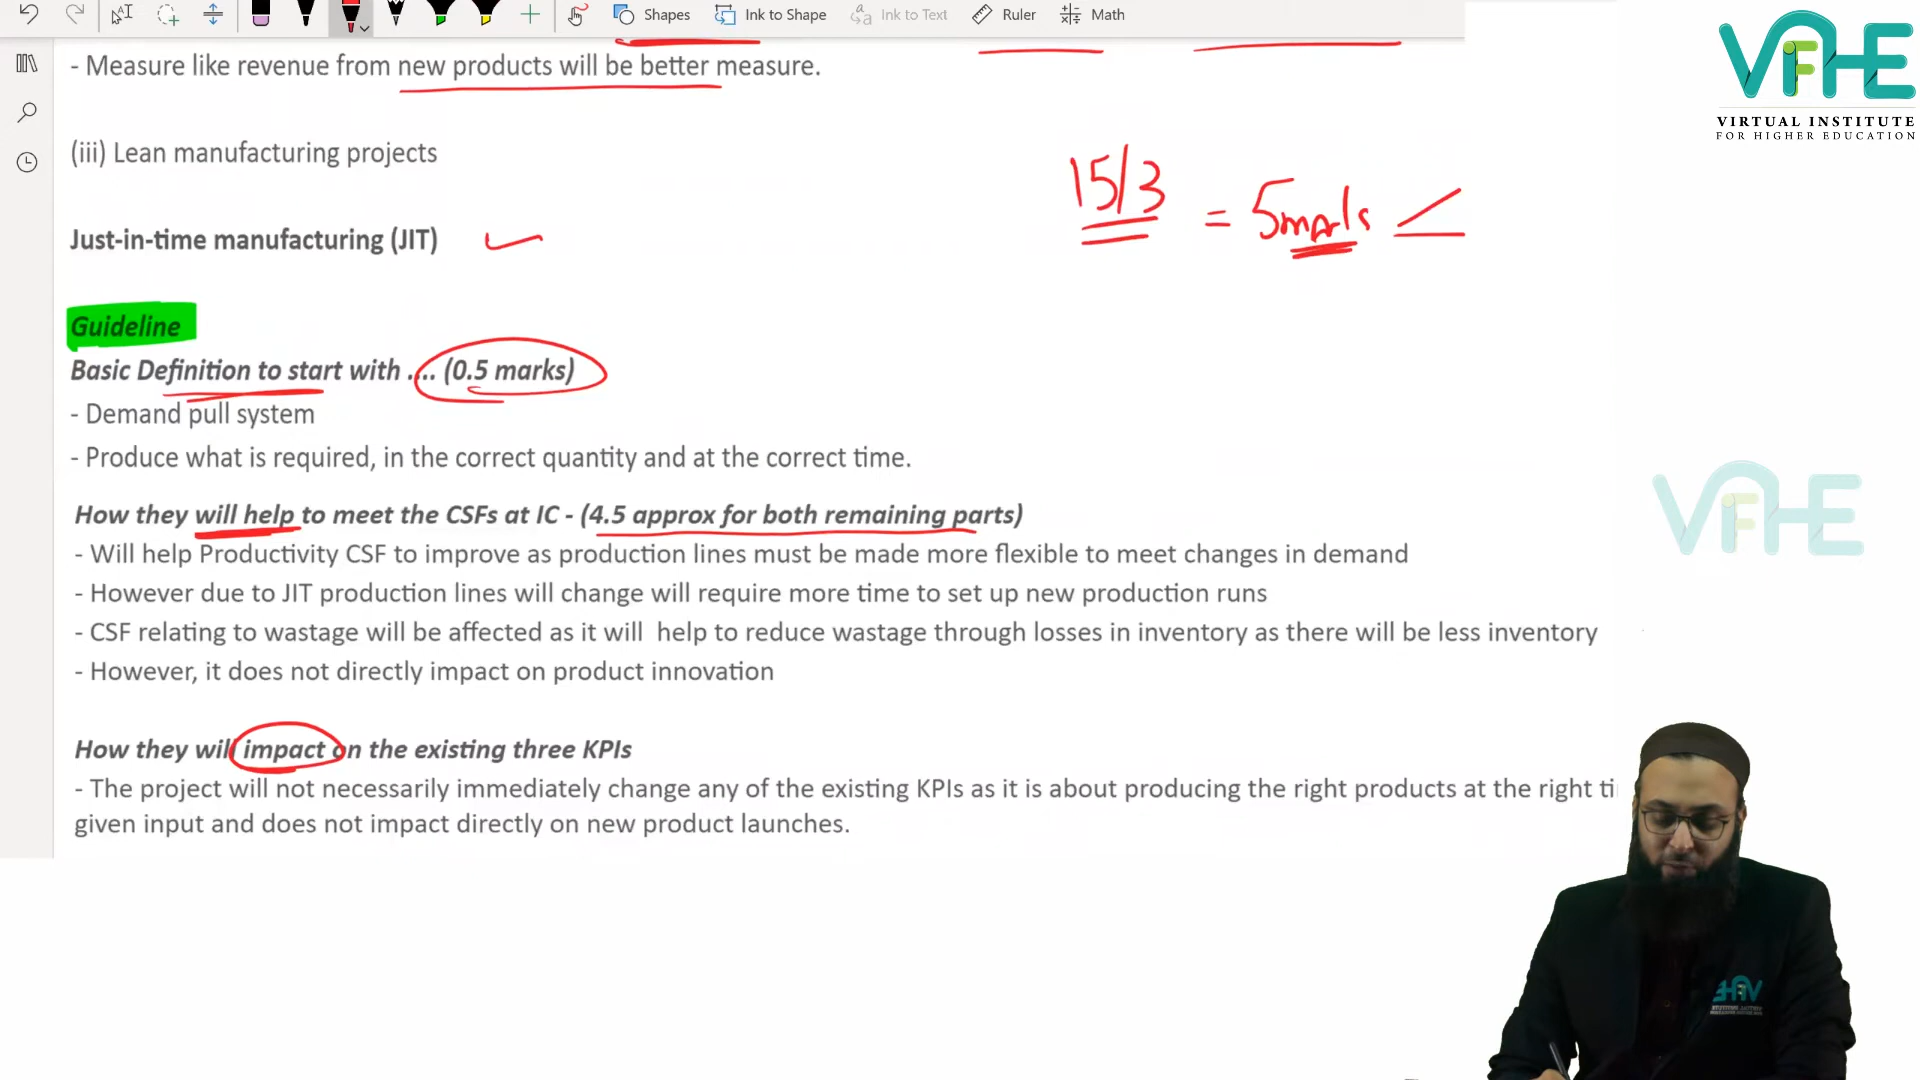 Shapes
Ink to Shape
Ink to Text
Ruler
Math
- Measure like revenue from new products will be better measure.
VIRTUAL INSTITUTE
FOR HIGHER EDUCATION
(iii) Lean manufacturing projects
15/3 = 5marks
Just-in-time manufacturing (JIT)
Guideline
Basic Definition to start with .... (0.5 marks)
- Demand pull system
- Produce what is required, in the correct quantity and at the correct time.
How they will help to meet the CSFs at IC - (4.5 approx for both remaining parts)
- Will help Productivity CSF to improve as production lines must be made more flexible to meet changes in demand
- However due to JIT production lines will change will require more time to set up new production runs
- CSF relating to wastage will be affected as it will help to reduce wastage through losses in inventory as there will be less inventory
- However, it does not directly impact on product innovation
How they will impact on the existing three KPIs
- The project will not necessarily immediately change any of the existing KPIs as it is about producing the right products at the right
given input and does not impact directly on new product launches.